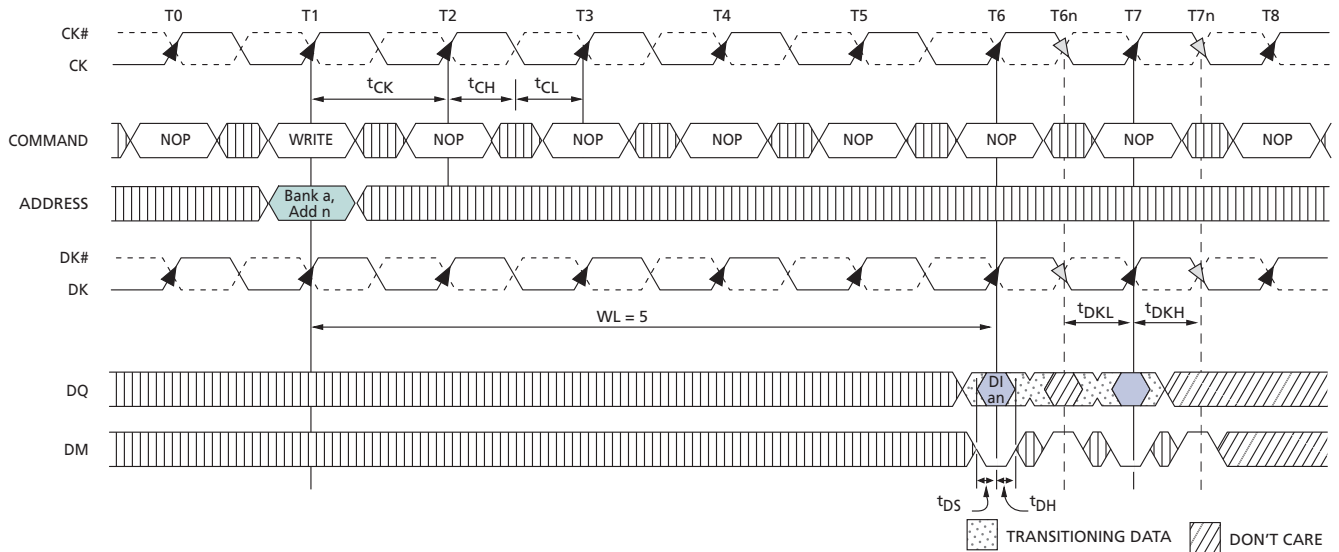 T0 T1 T2 T3 T4 T5 T6 T6n T7 T7n T8
CK#
CK
tCK tCH tCL
COMMAND NOP WRITE NOP NOP NOP NOP NOP NOP NOP
ADDRESS Bank a,
Add n
DK#
DK
WL = 5 tDKL tDKH
DQ DI
an
DM
tDS tDH
TRANSITIONING DATA DON'T CARE